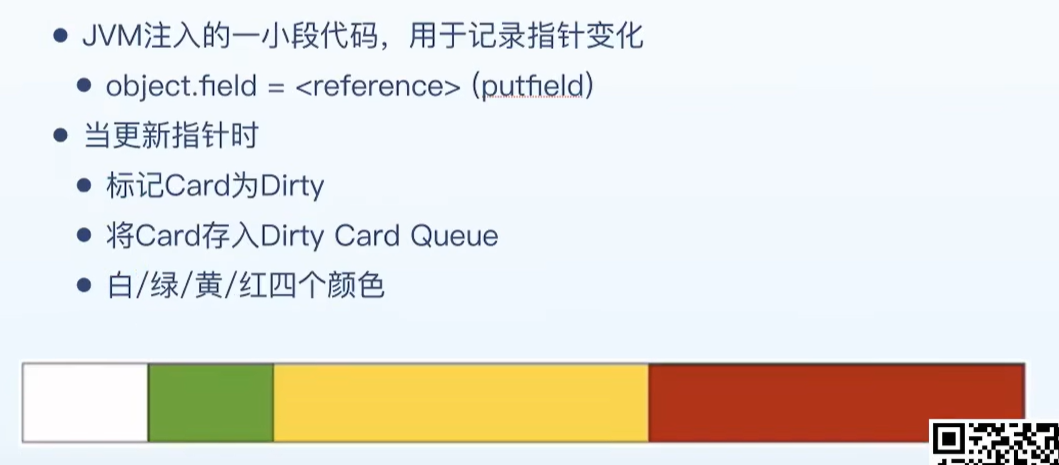 JVM注入的一小段代码，用于记录指针变化
object.field = <reference> (putfield)
当更新指针时
标记Card为Dirty
将Card存入Dirty Card Queue
白/绿/黄/红四个颜色